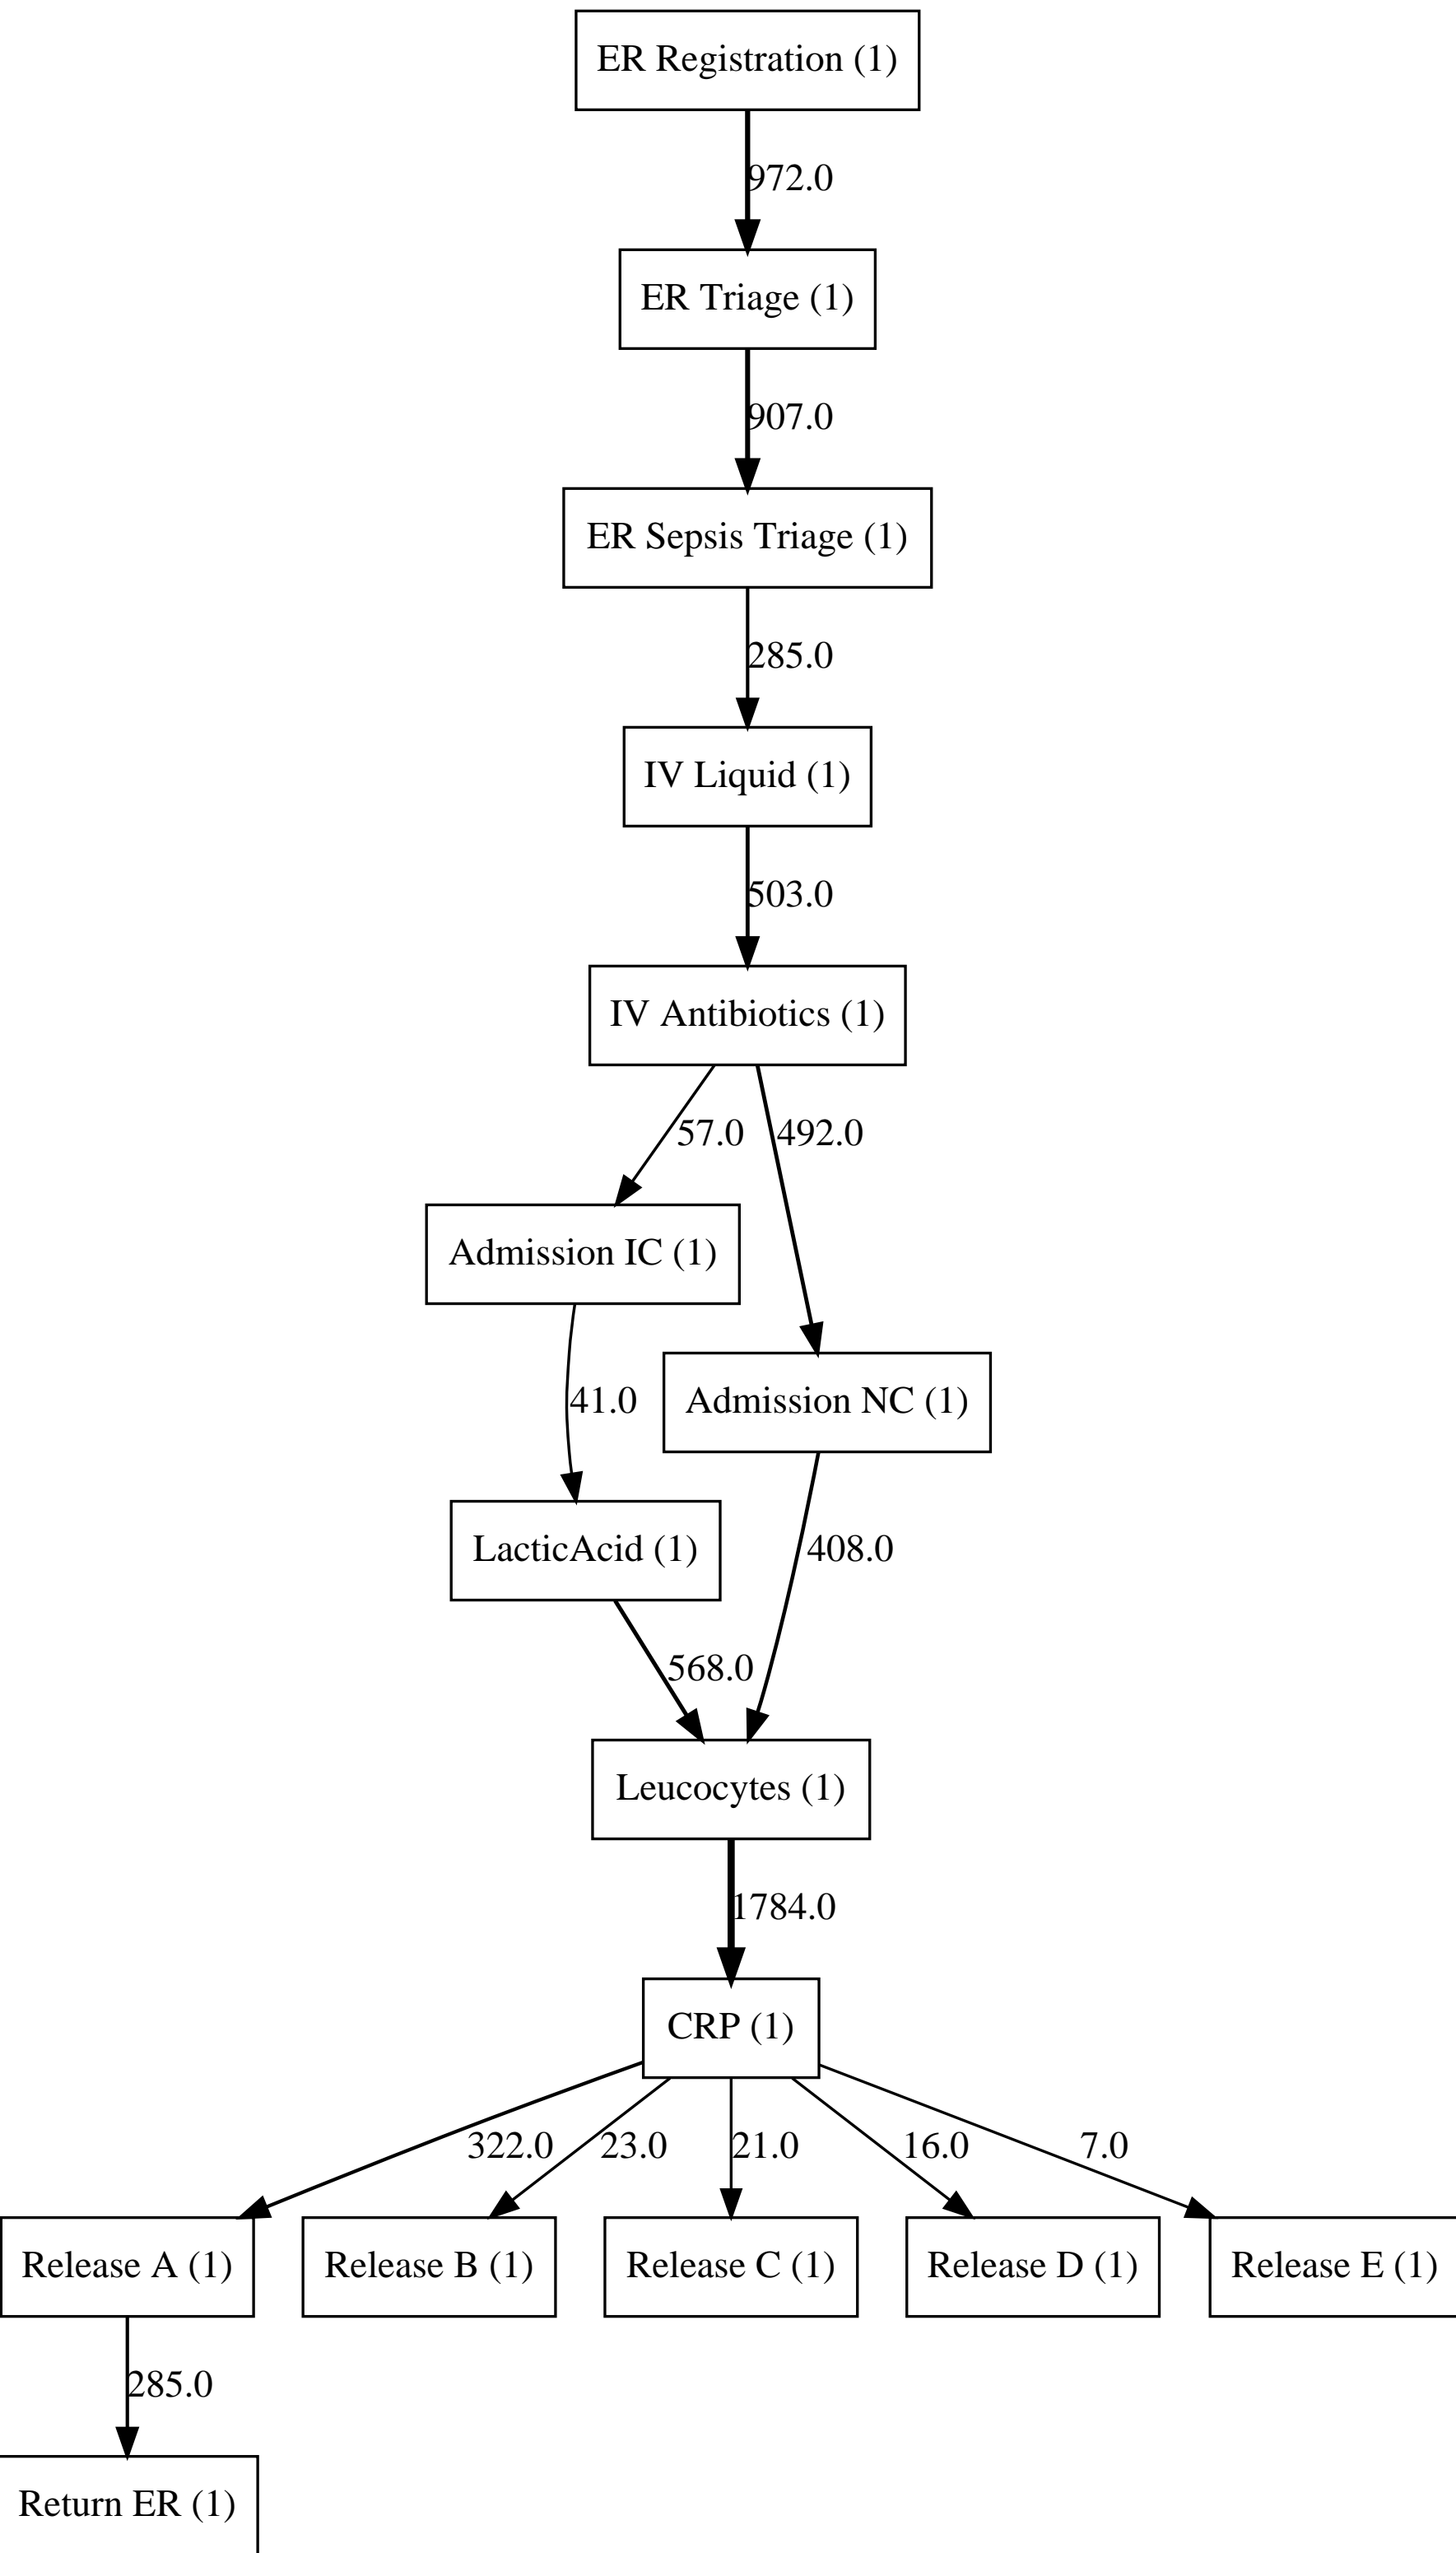 ER Registration (1)
972.0
ER Triage (1)
907.0
ER Sepsis Triage (1)
285.0
IV Liquid (1)
503.0
IV Antibiotics (1)
57.0
492.0
Admission IC (1)
41.0
Admission NC (1)
LacticAcid (1)
408.0
568.0
Leucocytes (1)
1784.0
CRP (1)
322.0
23.0
21.0
16.0
7.0
Release A (1)
Release B (1)
Release C (1)
Release D (1)
Release E (1)
285.0
Return ER (1)